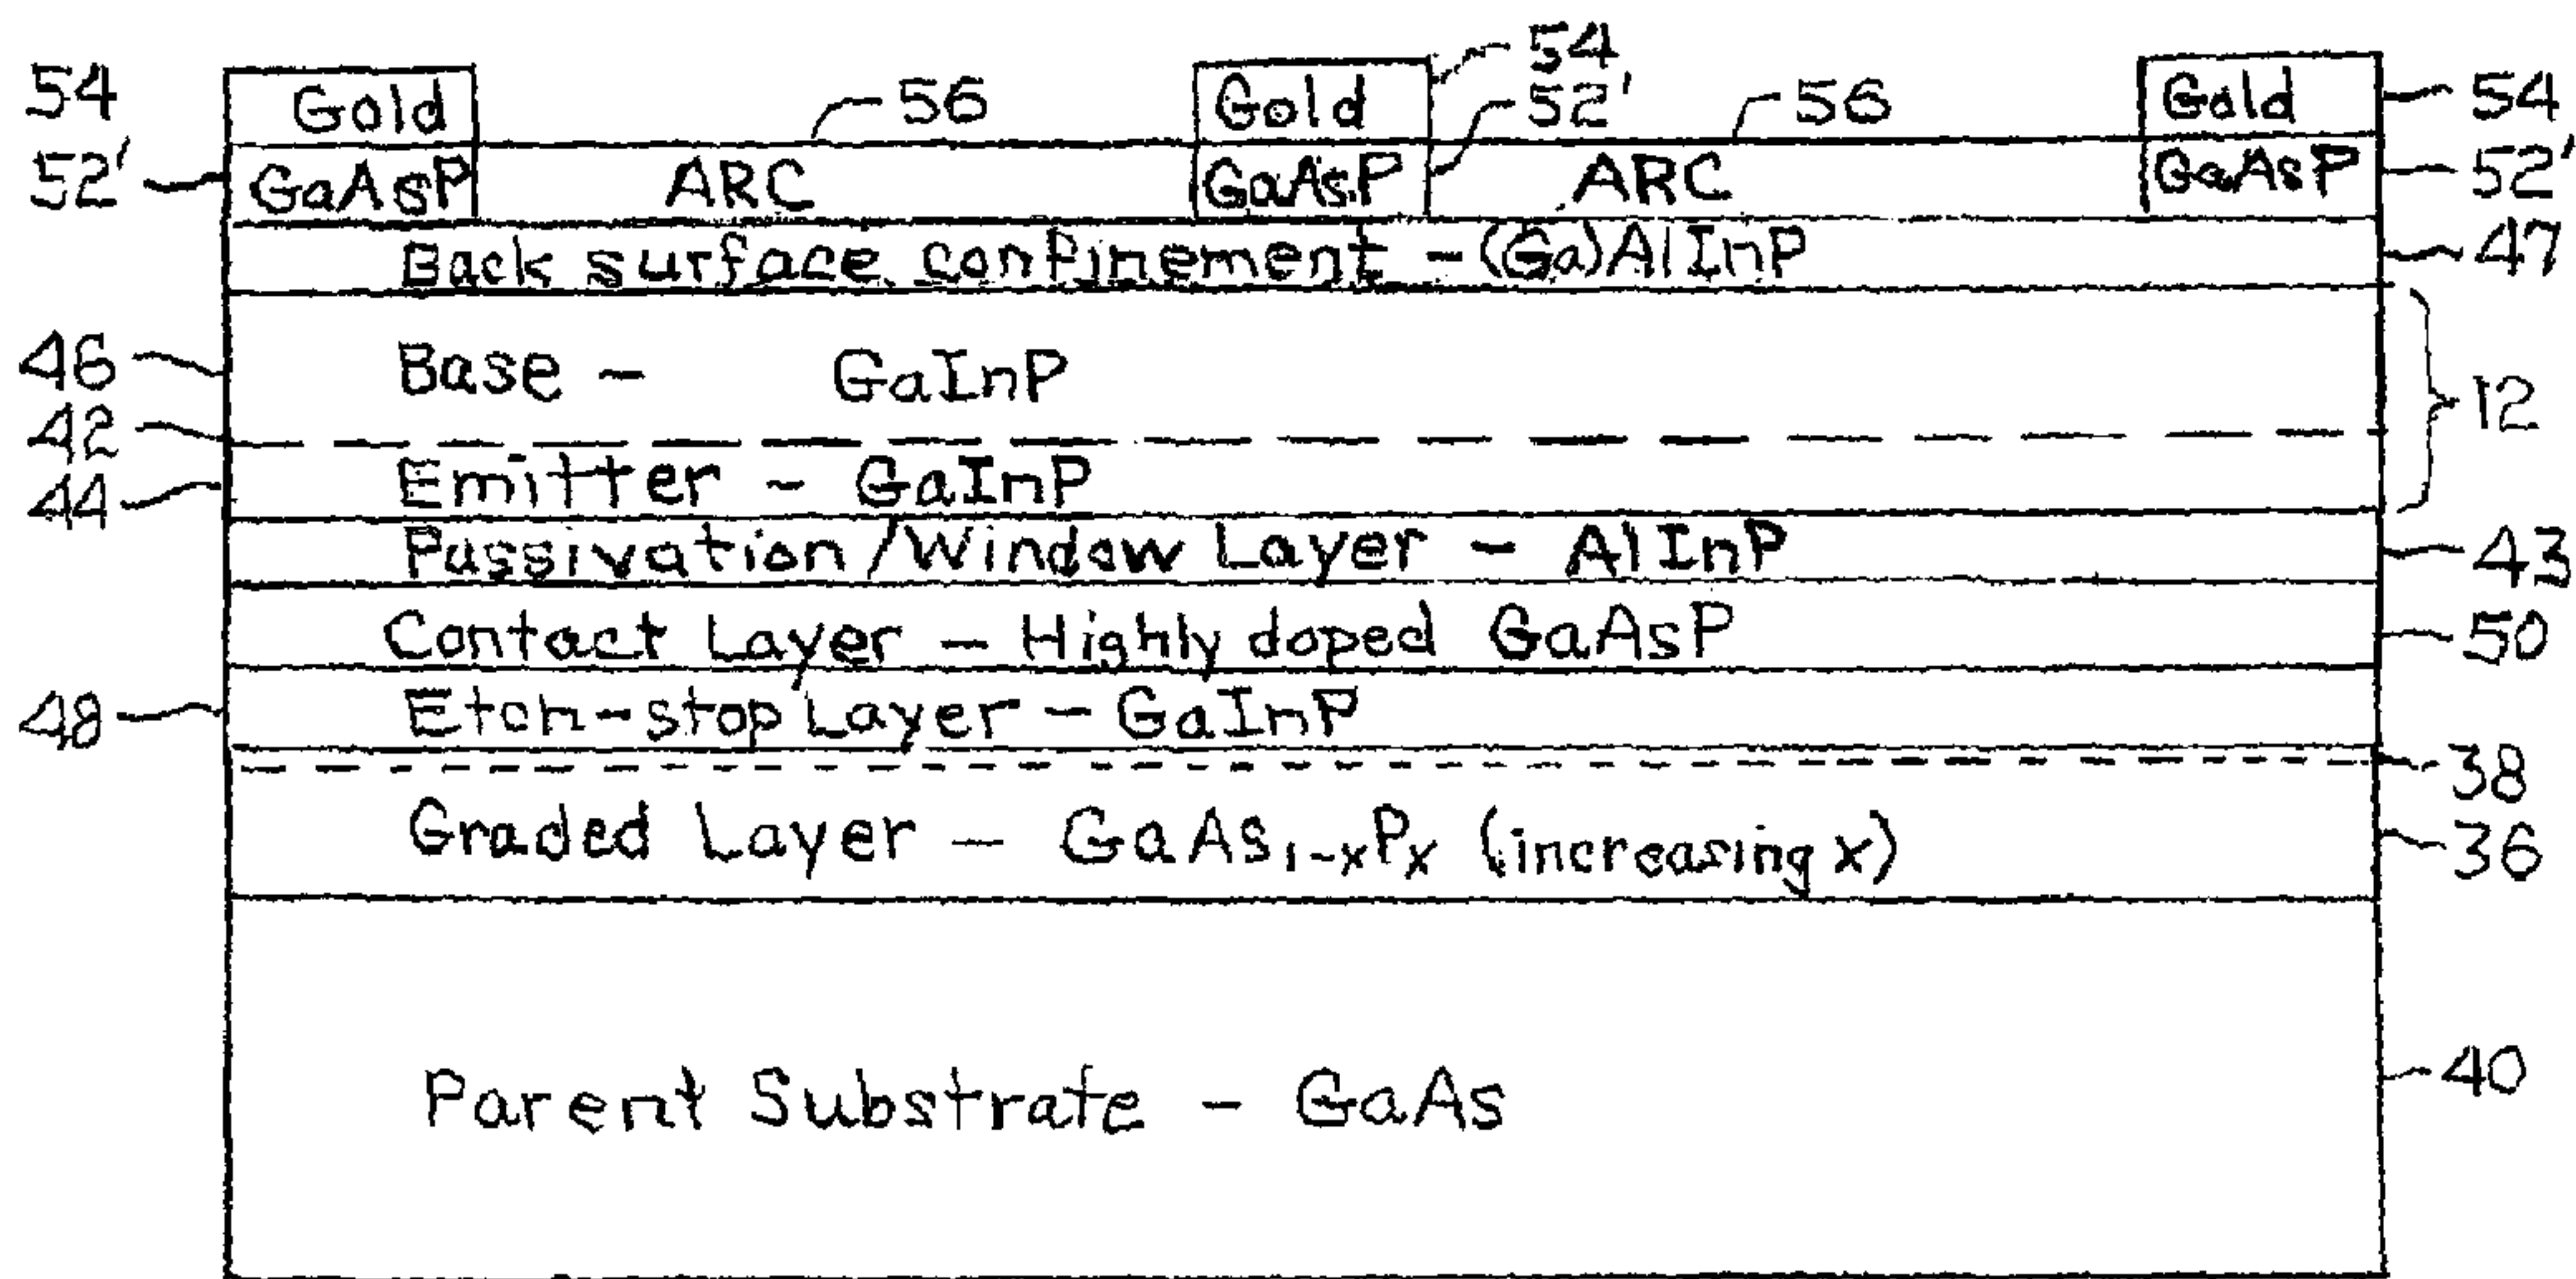 54 Gold 56 Gold 54 56 Gold 54
52' GaAsP ARC GaAsP 52' ARC GaAsP 52'
Back surface confinement - (Ga)AlInP 47
46 Base - GaInP 12
42
44 Emitter - GaInP
Passivation/Window Layer - AlInP 43
Contact Layer - Highly doped GaAsP 50
48 Etch-stop Layer - GaInP
38
Graded Layer - GaAs₁₋ₓPₓ (increasing x) 36
Parent Substrate - GaAs 40